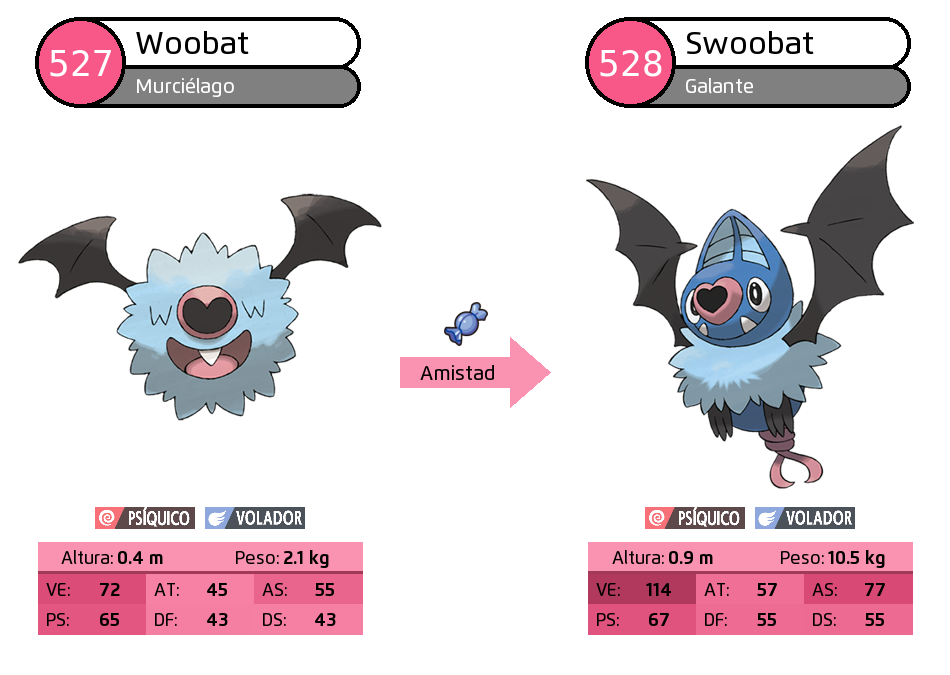 527 Woobat
Murciélago
528 Swoobat
Galante
Amistad
PSÍQUICO VOLADOR
Altura: 0.4 m Peso: 2.1 kg
VE: 72 AT: 45 AS: 55
PS: 65 DF: 43 DS: 43
PSÍQUICO VOLADOR
Altura: 0.9 m Peso: 10.5 kg
VE: 114 AT: 57 AS: 77
PS: 67 DF: 55 DS: 55